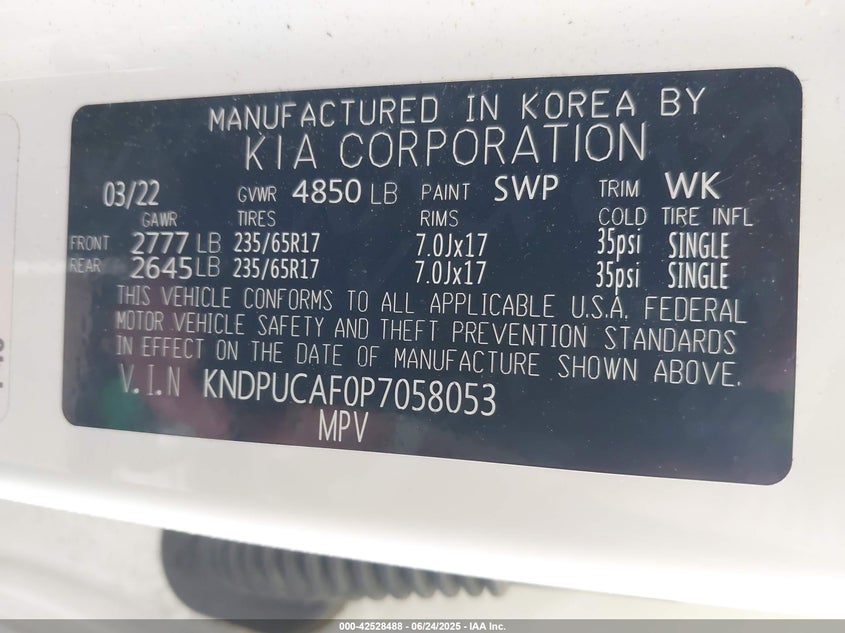 MANUFACTURED IN KOREA BY
KIA CORPORATION
03/22 GVWR 4850 LB PAINT SWP TRIM WK
GAWR TIRES RIMS COLD TIRE INFL
FRONT 2777 LB 235/65R17 7.0Jx17 35psi SINGLE
REAR 2645 LB 235/65R17 7.0Jx17 35psi SINGLE
THIS VEHICLE CONFORMS TO ALL APPLICABLE U.S.A. FEDERAL
MOTOR VEHICLE SAFETY AND THEFT PREVENTION STANDARDS
IN EFFECT ON THE DATE OF MANUFACTURE SHOWN ABOVE.
V.I.N KNDPUCAF0P7058053
MPV
000-42528488 - 06/24/2025 - IAA Inc.